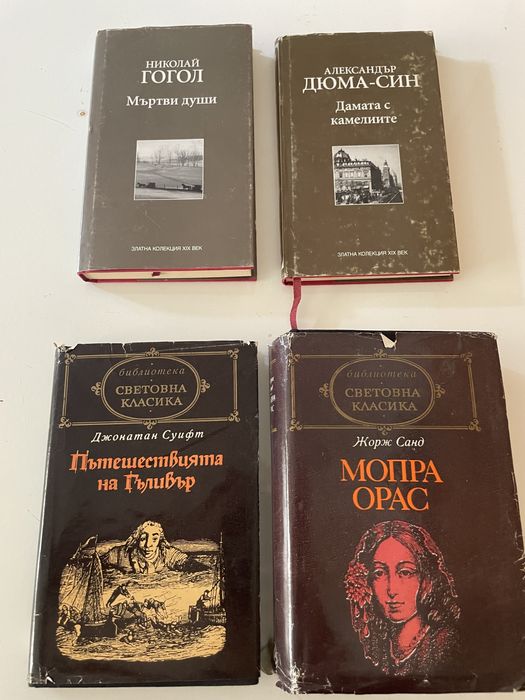 НИКОЛАЙ
ГОГОЛ
Мъртви души
ЗЛАТНА КОЛЕКЦИЯ XIX ВЕК
АЛЕКСАНДЪР
ДЮМА-СИН
Дамата с
камелиите
ЗЛАТНА КОЛЕКЦИЯ XIX ВЕК
библиотека
СВЕТОВНА
КЛАСИКА
Джонатан Суифт
Пътешествията
на Гъливър
библиотека
СВЕТОВНА
КЛАСИКА
Жорж Санд
МОПРА
ОРАС